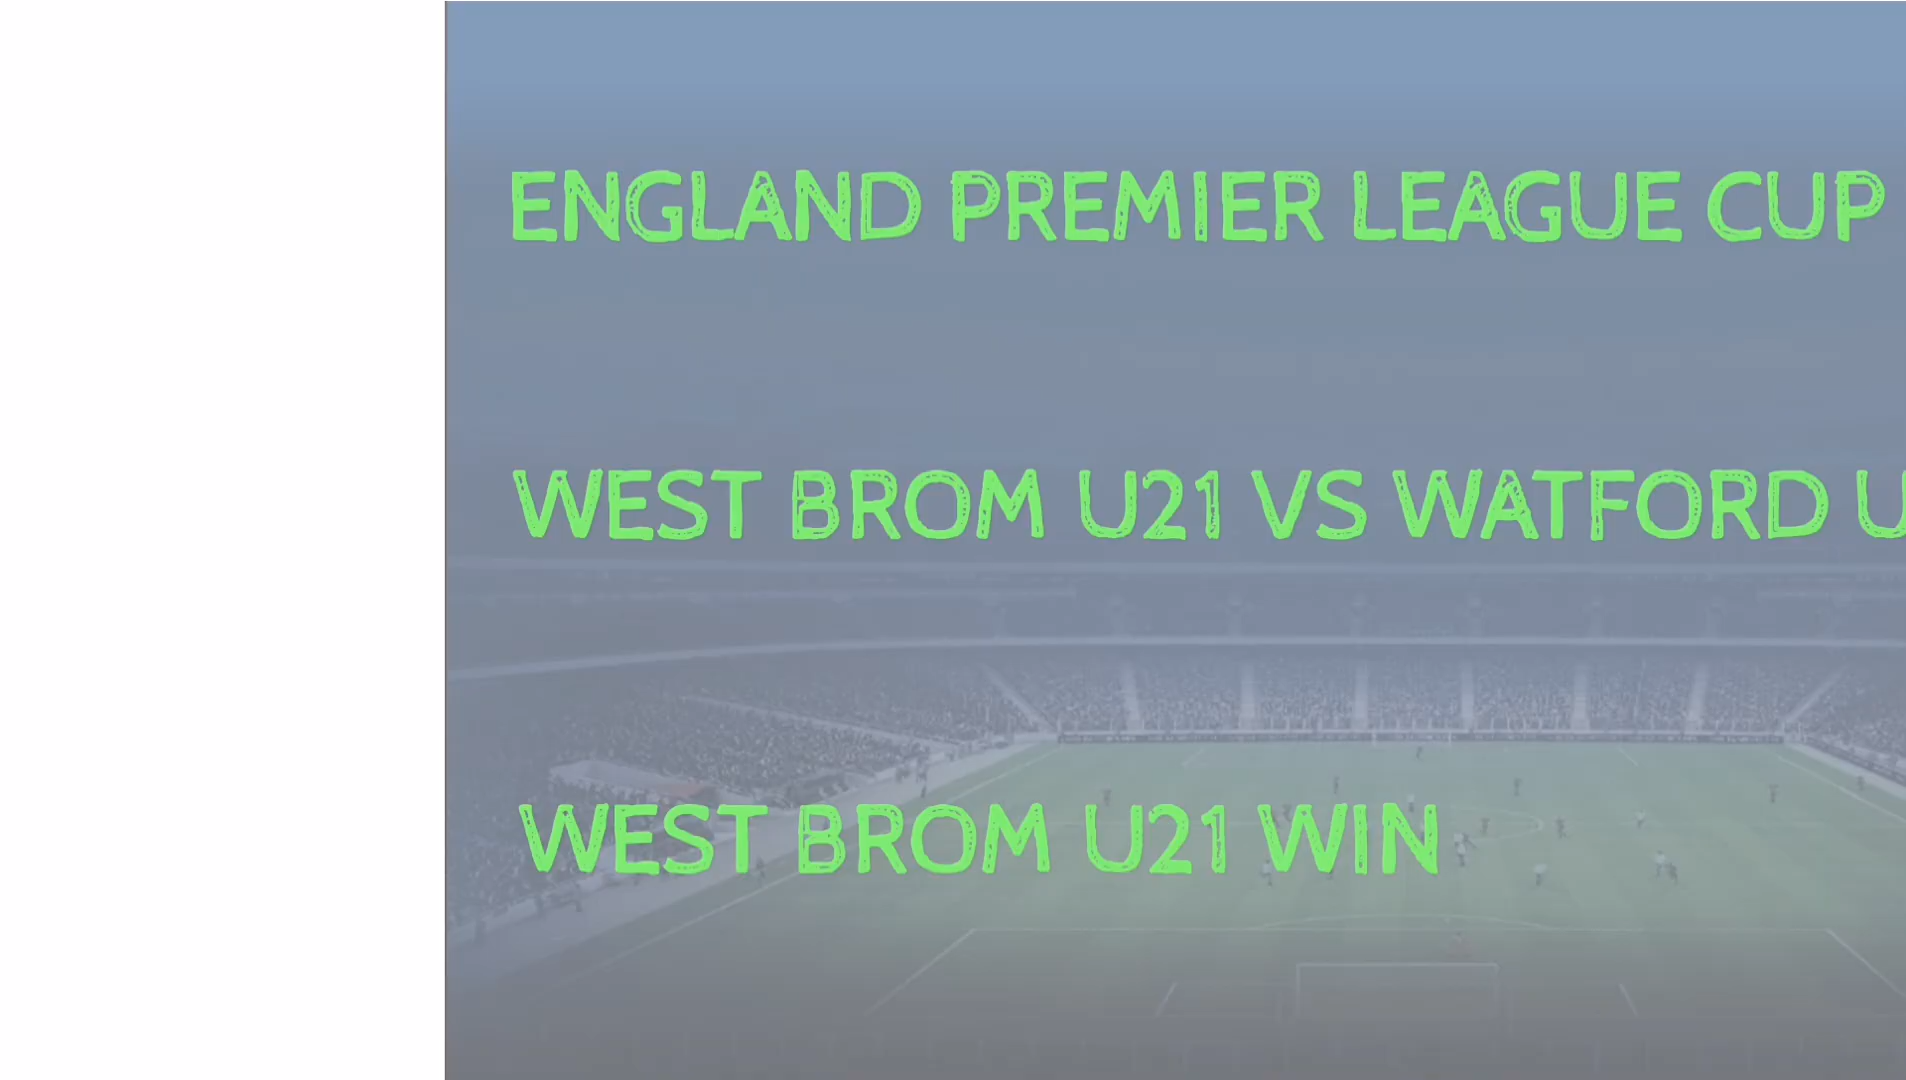 ENGLAND PREMIER LEAGUE CUP
WEST BROM U21 VS WATFORD U
WEST BROM U21 WIN